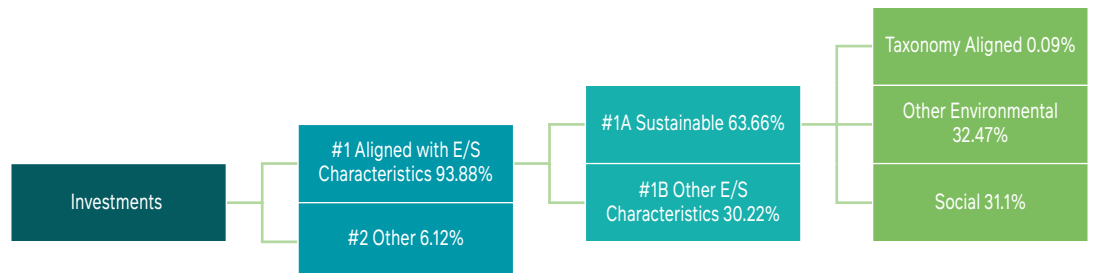 Investments
#1 Aligned with E/S
Characteristics 93.88%
#2 Other 6.12%
#1A Sustainable 63.66%
#1B Other E/S
Characteristics 30.22%
Taxonomy Aligned 0.09%
Other Environmental
32.47%
Social 31.1%